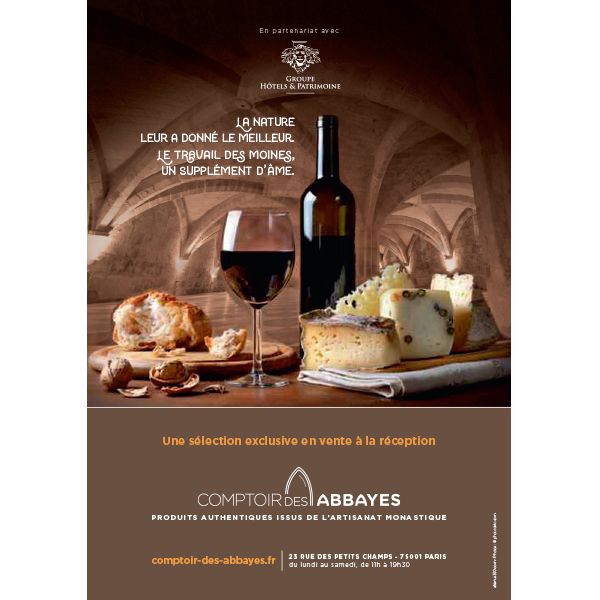 En partenariat avec
GROUPE
HÔTELS & PATRIMOINE
LA NATURE
LEUR A DONNÉ LE MEILLEUR.
LE TRAVAIL DES MOINES,
UN SUPPLÉMENT D'ÂME.
Une sélection exclusive en vente à la réception
COMPTOIR DES ABBAYES
PRODUITS AUTHENTIQUES ISSUS DE L'ARTISANAT MONASTIQUE
comptoir-des-abbayes.fr
23 RUE DES PETITS CHAMPS - 75001 PARIS
du lundi au samedi, de 11h à 19h30